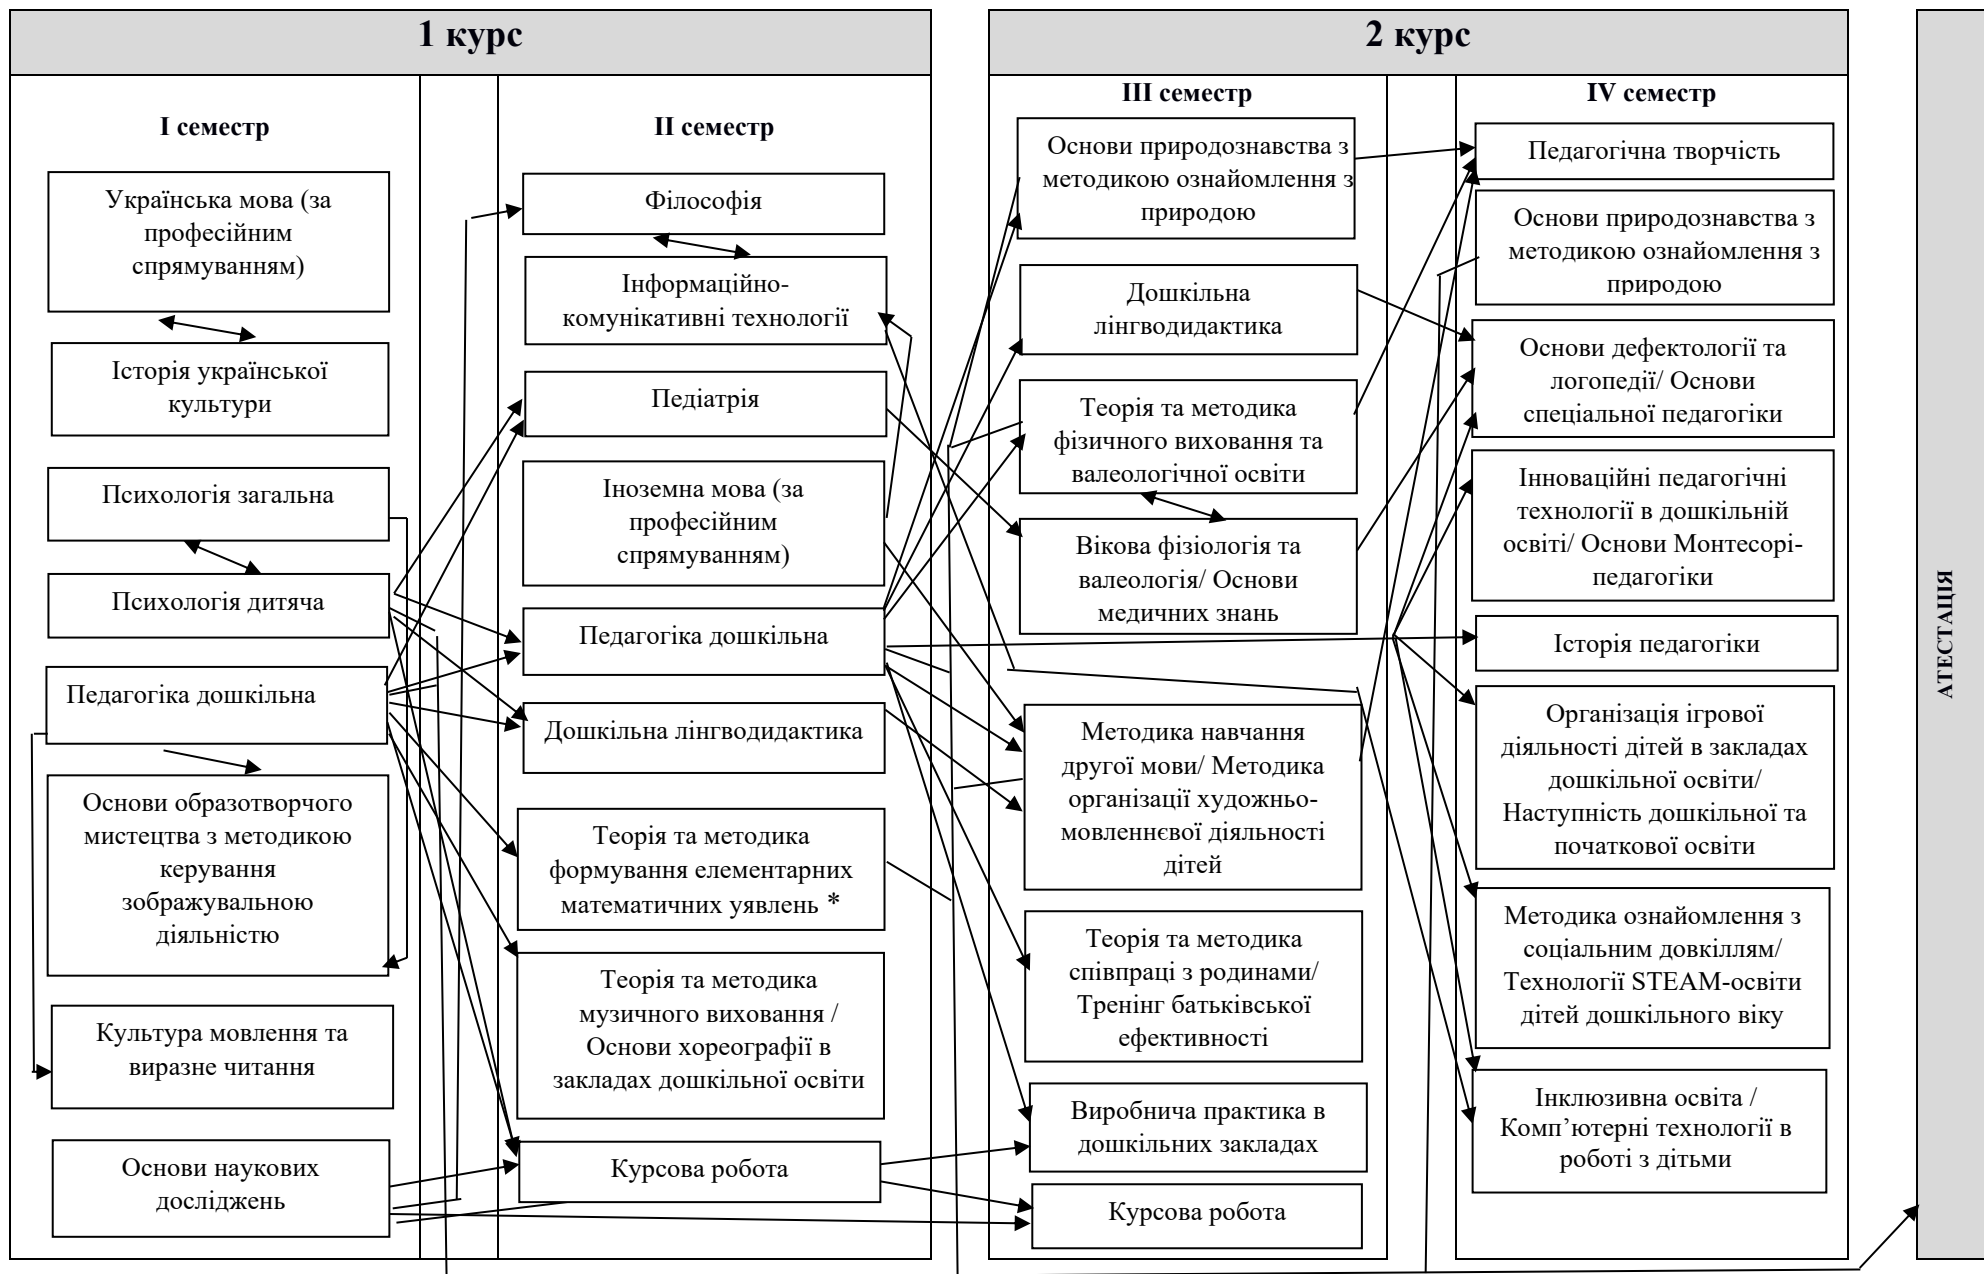 1 курс
I семестр
Українська мова (за
професійним
спрямуванням)
Історія української
культури
Психологія загальна
Психологія дитяча
Педагогіка дошкільна
Основи образотворчого
мистецтва з методикою
керування
зображувальною
діяльністю
Культура мовлення та
виразне читання
Основи наукових
досліджень
II семестр
Філософія
Інформаційно-
комунікативні технології
Педіатрія
Іноземна мова (за
професійним
спрямуванням)
Педагогіка дошкільна
Дошкільна лінгводидактика
Теорія та методика
формування елементарних
математичних уявлень *
Теорія та методика
музичного виховання /
Основи хореографії в
закладах дошкільної освіти
Курсова робота
2 курс
III семестр
Основи природознавства з
методикою ознайомлення з
природою
Дошкільна
лінгводидактика
Теорія та методика
фізичного виховання та
валеологічної освіти
Вікова фізіологія та
валеологія/ Основи
медичних знань
Методика навчання
другої мови/ Методика
організації художньо-
мовленнєвої діяльності
дітей
Теорія та методика
співпраці з родинами/
Тренінг батьківської
ефективності
Виробнича практика в
дошкільних закладах
Курсова робота
IV семестр
Педагогічна творчість
Основи природознавства з
методикою ознайомлення з
природою
Основи дефектології та
логопедії/ Основи
спеціальної педагогіки
Інноваційні педагогічні
технології в дошкільній
освіті/ Основи Монтесорі-
педагогіки
Історія педагогіки
Організація ігрової
діяльності дітей в закладах
дошкільної освіти/
Наступність дошкільної та
початкової освіти
Методика ознайомлення з
соціальним довкіллям/
Технології STEAM-освіти
дітей дошкільного віку
Інклюзивна освіта /
Комп’ютерні технології в
роботі з дітьми
АТЕСТАЦІЯ